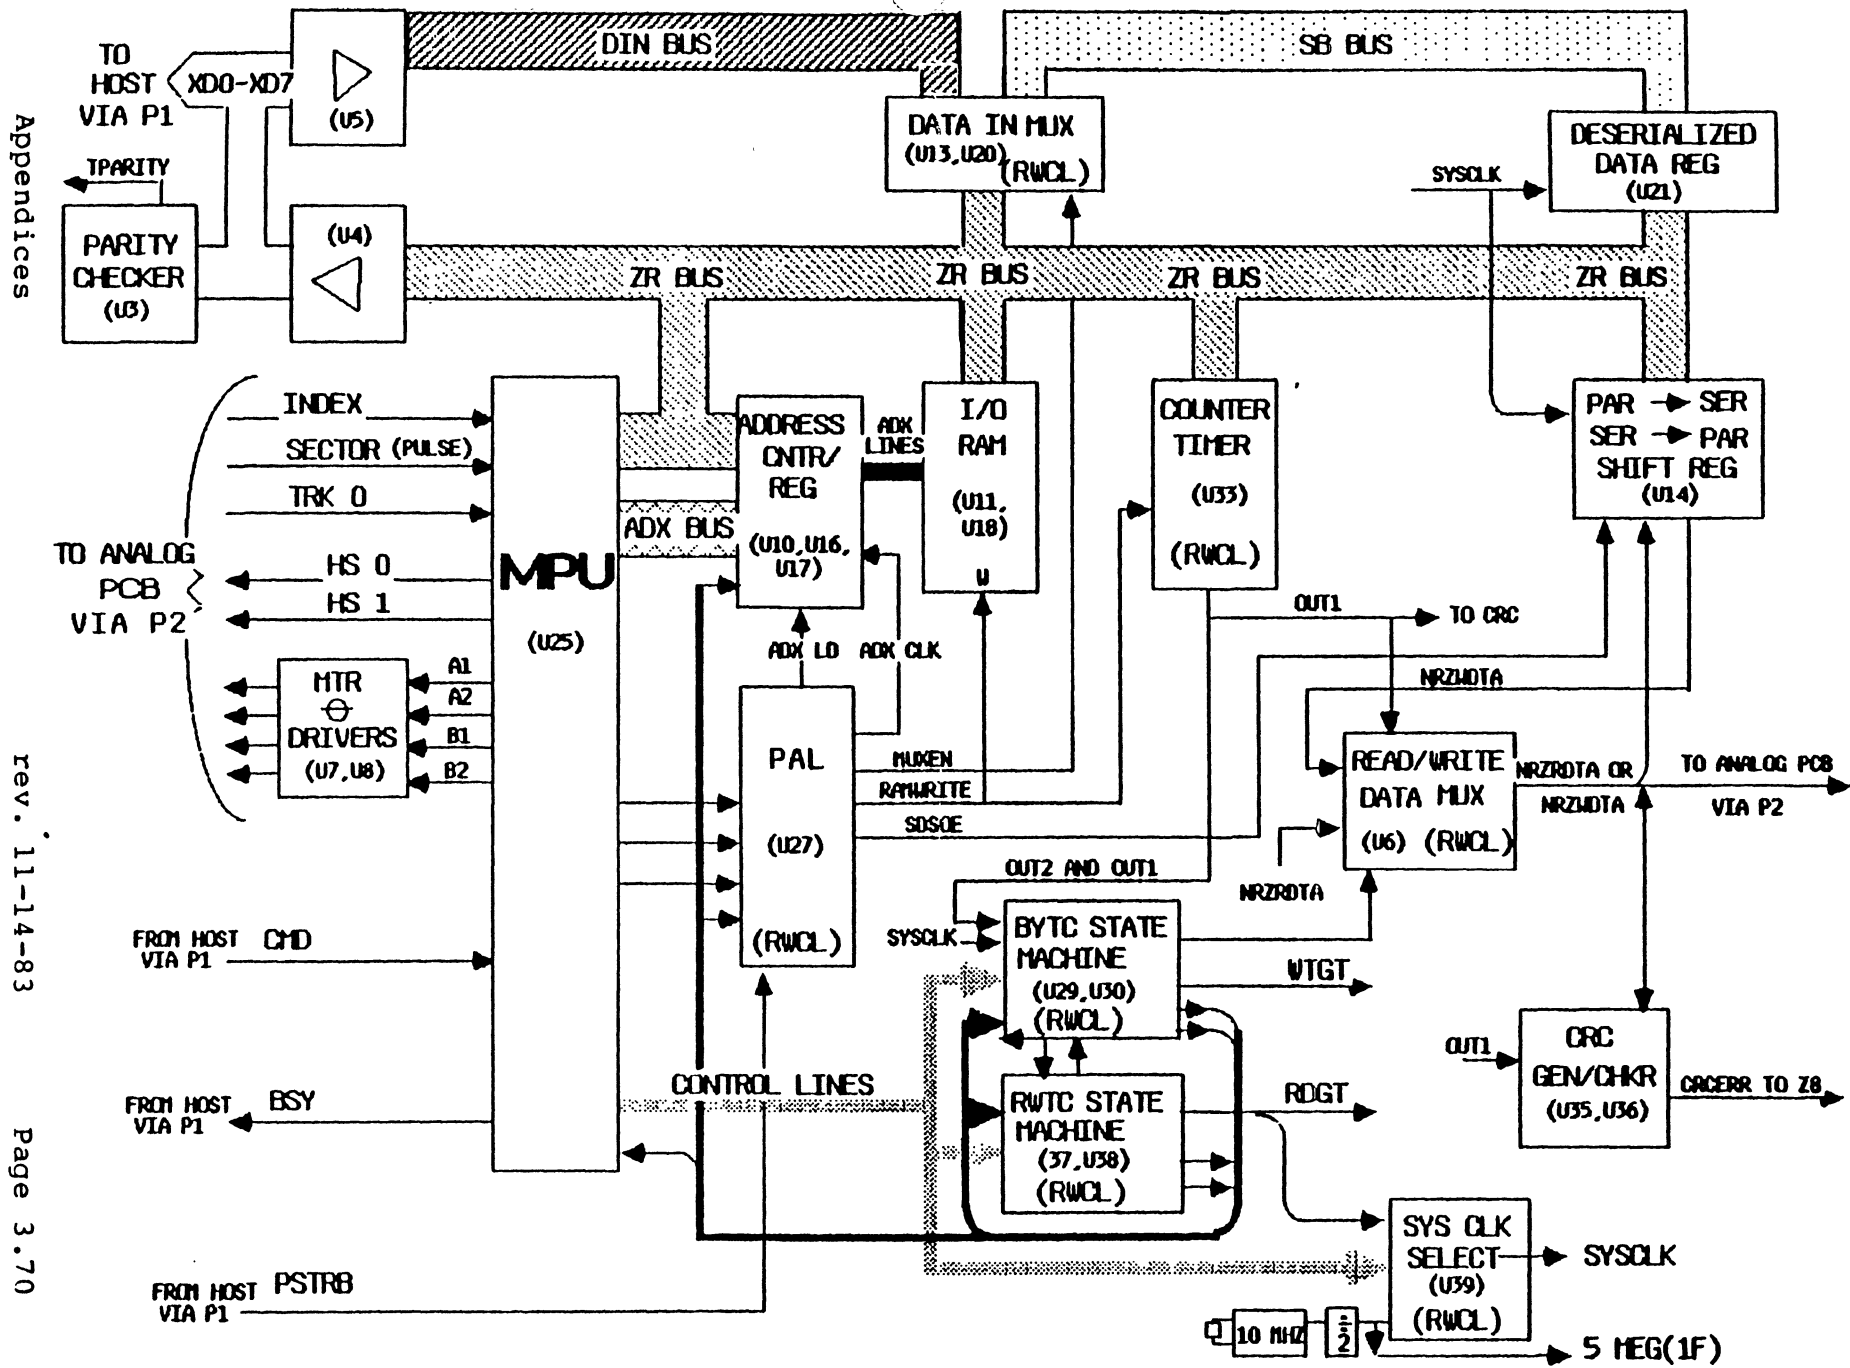 Appendices
rev. 11-14-83
Page 3.70
TO
HOST
VIA P1
XD0-XD7
(U5)
DIN BUS
SB BUS
DATA IN MUX
(U13,U20)
(RWCL)
DESERIALIZED
DATA REG
(U21)
SYSCLK
TPARITY
PARITY
CHECKER
(U3)
(U4)
ZR BUS
ZR BUS
ZR BUS
ZR BUS
INDEX
SECTOR (PULSE)
TRK 0
TO ANALOG
PCB
VIA P2
HS 0
HS 1
MTR
DRIVERS
(U7,U8)
A1
A2
B1
B2
MPU
(U25)
ADX BUS
ADDRESS
CNTR/
REG
(U10,U16,
U17)
ADX
LINES
I/O
RAM
(U11,
U18)
W
COUNTER
TIMER
(U33)
(RWCL)
PAR SER
SER PAR
SHIFT REG
(U14)
ADX LD
ADX CLK
OUT1
TO CRC
NRZWDTA
PAL
(U27)
(RWCL)
MUXEN
RAMWRITE
SDSOE
READ/WRITE
DATA MUX
(U6) (RWCL)
NRZRDTA OR
NRZWDTA
TO ANALOG PCB
VIA P2
NRZRDTA
OUT2 AND OUT1
SYSCLK
BYTC STATE
MACHINE
(U29,U30)
(RWCL)
WTGT
FROM HOST CMD
VIA P1
FROM HOST BSY
VIA P1
CONTROL LINES
RWTC STATE
MACHINE
(37,U38)
(RWCL)
RDGT
OUT1
CRC
GEN/CHKR
(U35,U36)
CRCERR TO Z8
FROM HOST PSTRB
VIA P1
SYS CLK
SELECT
(U39)
(RWCL)
SYSCLK
10 MHZ
÷2
5 MEG(1F)